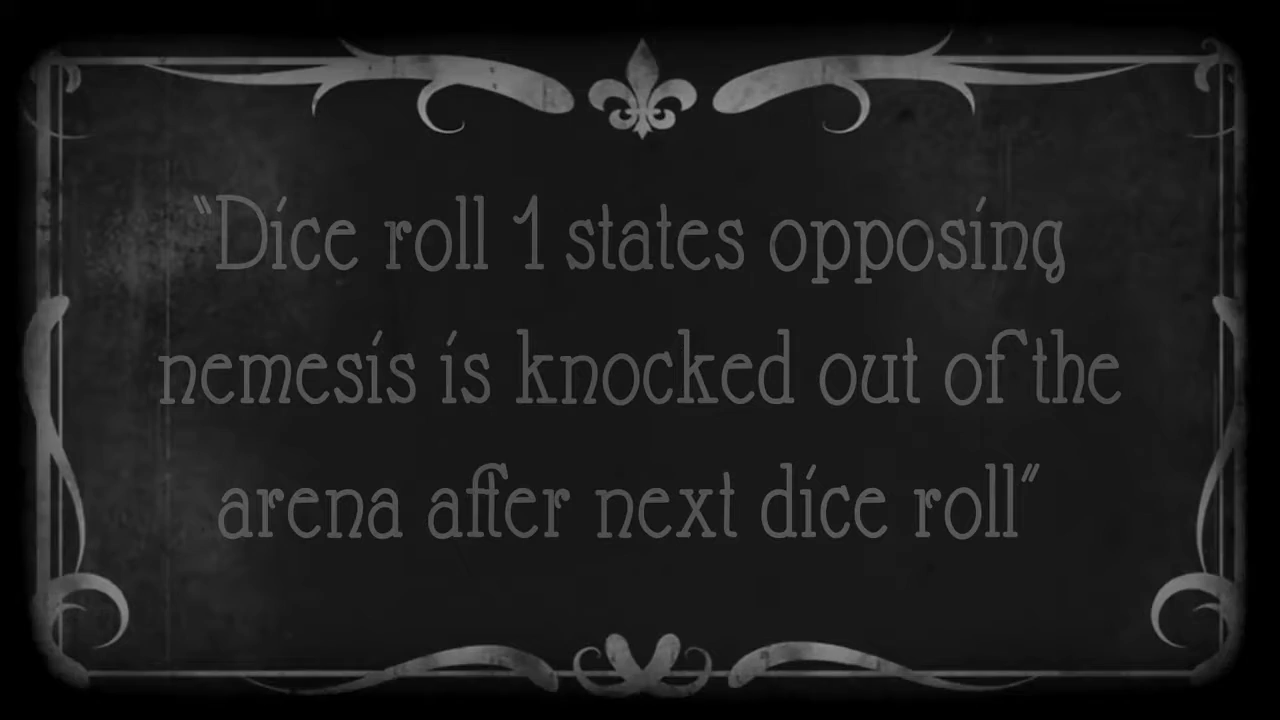 "Dice roll 1 states opposing
nemesis is knocked out of the
arena after next dice roll"